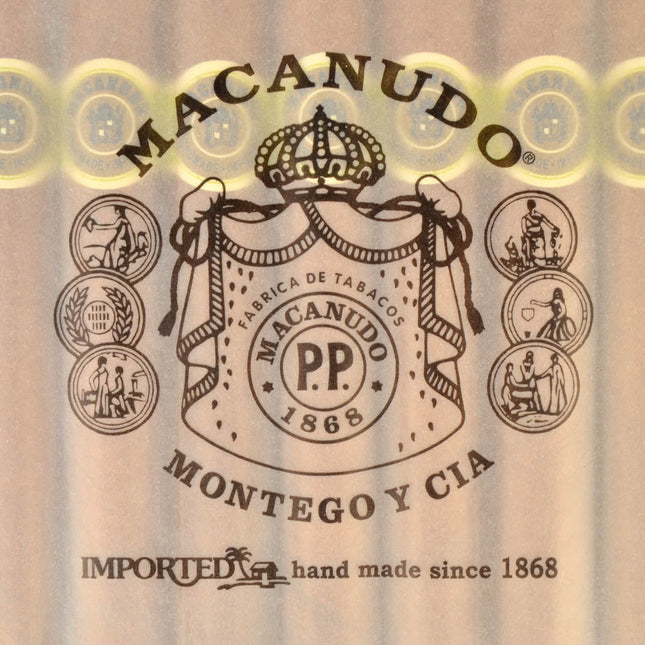 MACANUDO®
FABRICA DE TABACOS
MACANUDO
P.P.
1868
MONTEGO Y CIA
IMPORTED hand made since 1868